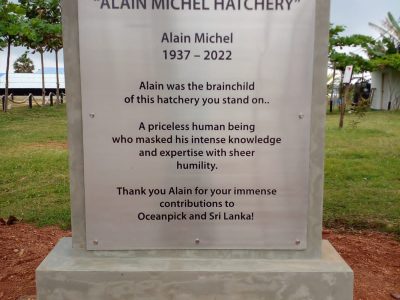 "ALAIN MICHEL HATCHERY"
Alain Michel
1937 – 2022
Alain was the brainchild
of this hatchery you stand on..
A priceless human being
who masked his intense knowledge
and expertise with sheer
humility.
Thank you Alain for your immense
contributions to
Oceanpick and Sri Lanka!